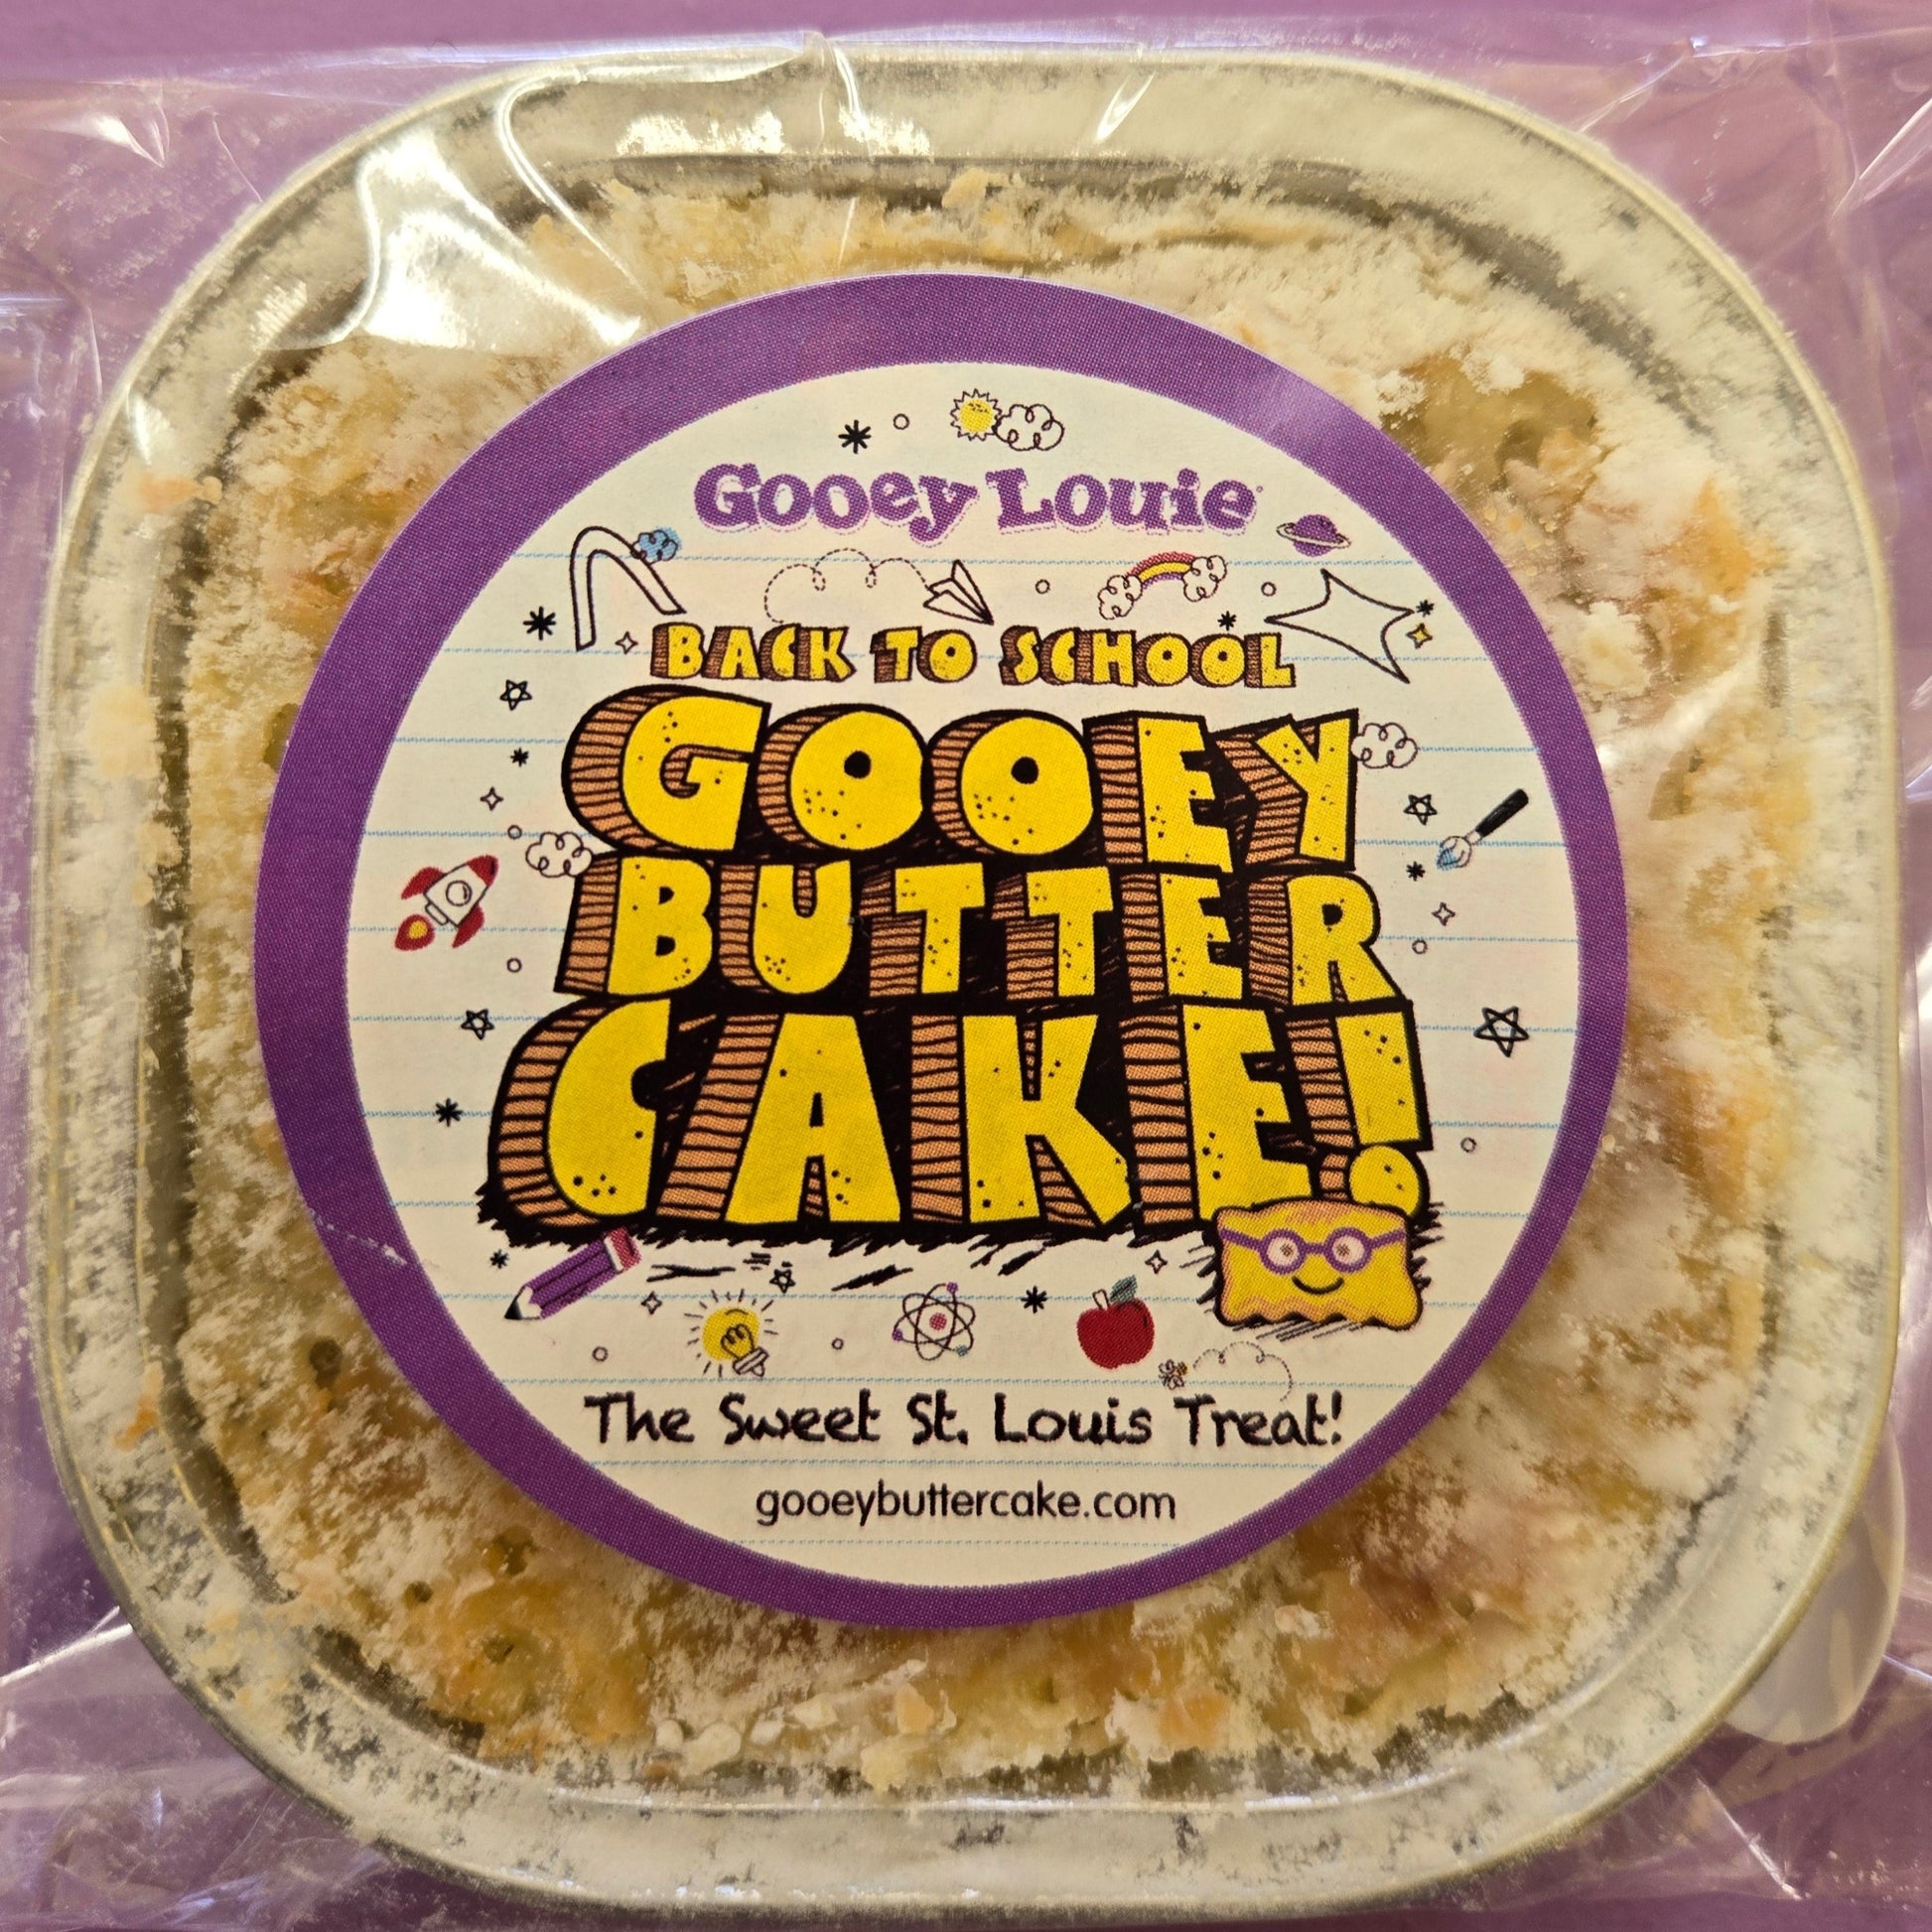 Gooey Louie
BACK TO SCHOOL
GOOEY
BUTTER
CAKE!
The Sweet St. Louis Treat!
gooeybuttercake.com